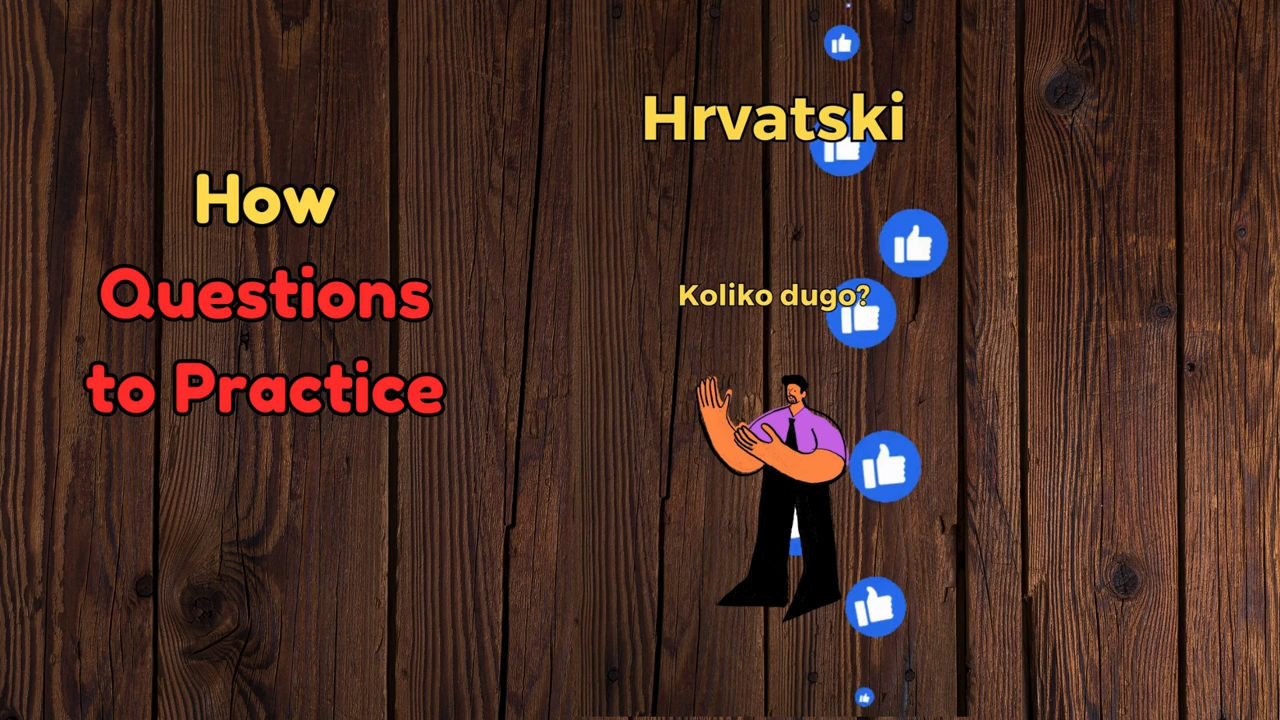 How
Questions
to Practice
Hrvatski
Koliko dugo?